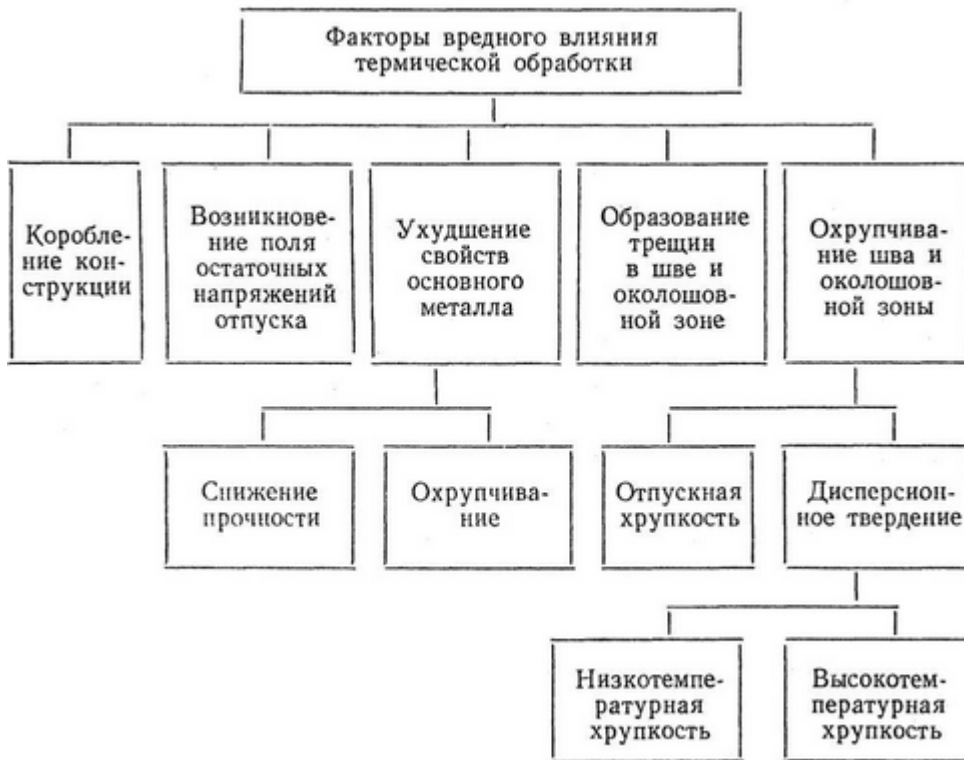 Факторы вредного влияния
термической обработки
Коробле-
ние кон-
струкции
Возникнове-
ние поля
остаточных
напряжений
отпуска
Ухудшение
свойств
основного
металла
Образование
трещин
в шве и
околошов-
ной зоне
Охрупчива-
ние шва и
околошов-
ной зоны
Снижение
прочности
Охрупчива-
ние
Отпускная
хрупкость
Дисперсион-
ное твердение
Низкотемпе-
ратурная
хрупкость
Высокотем-
пературная
хрупкость